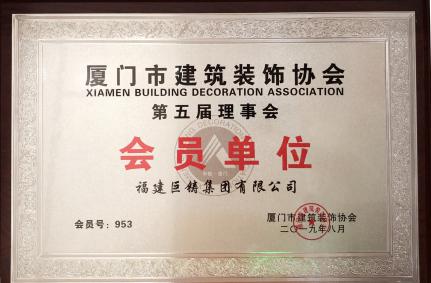 厦门市建筑装饰协会
XIAMEN BUILDING DECORATION ASSOCIATION
第五届理事会
会员单位
福建巨铸集团有限公司
会员号：953
厦门市建筑装饰协会
二〇一九年八月